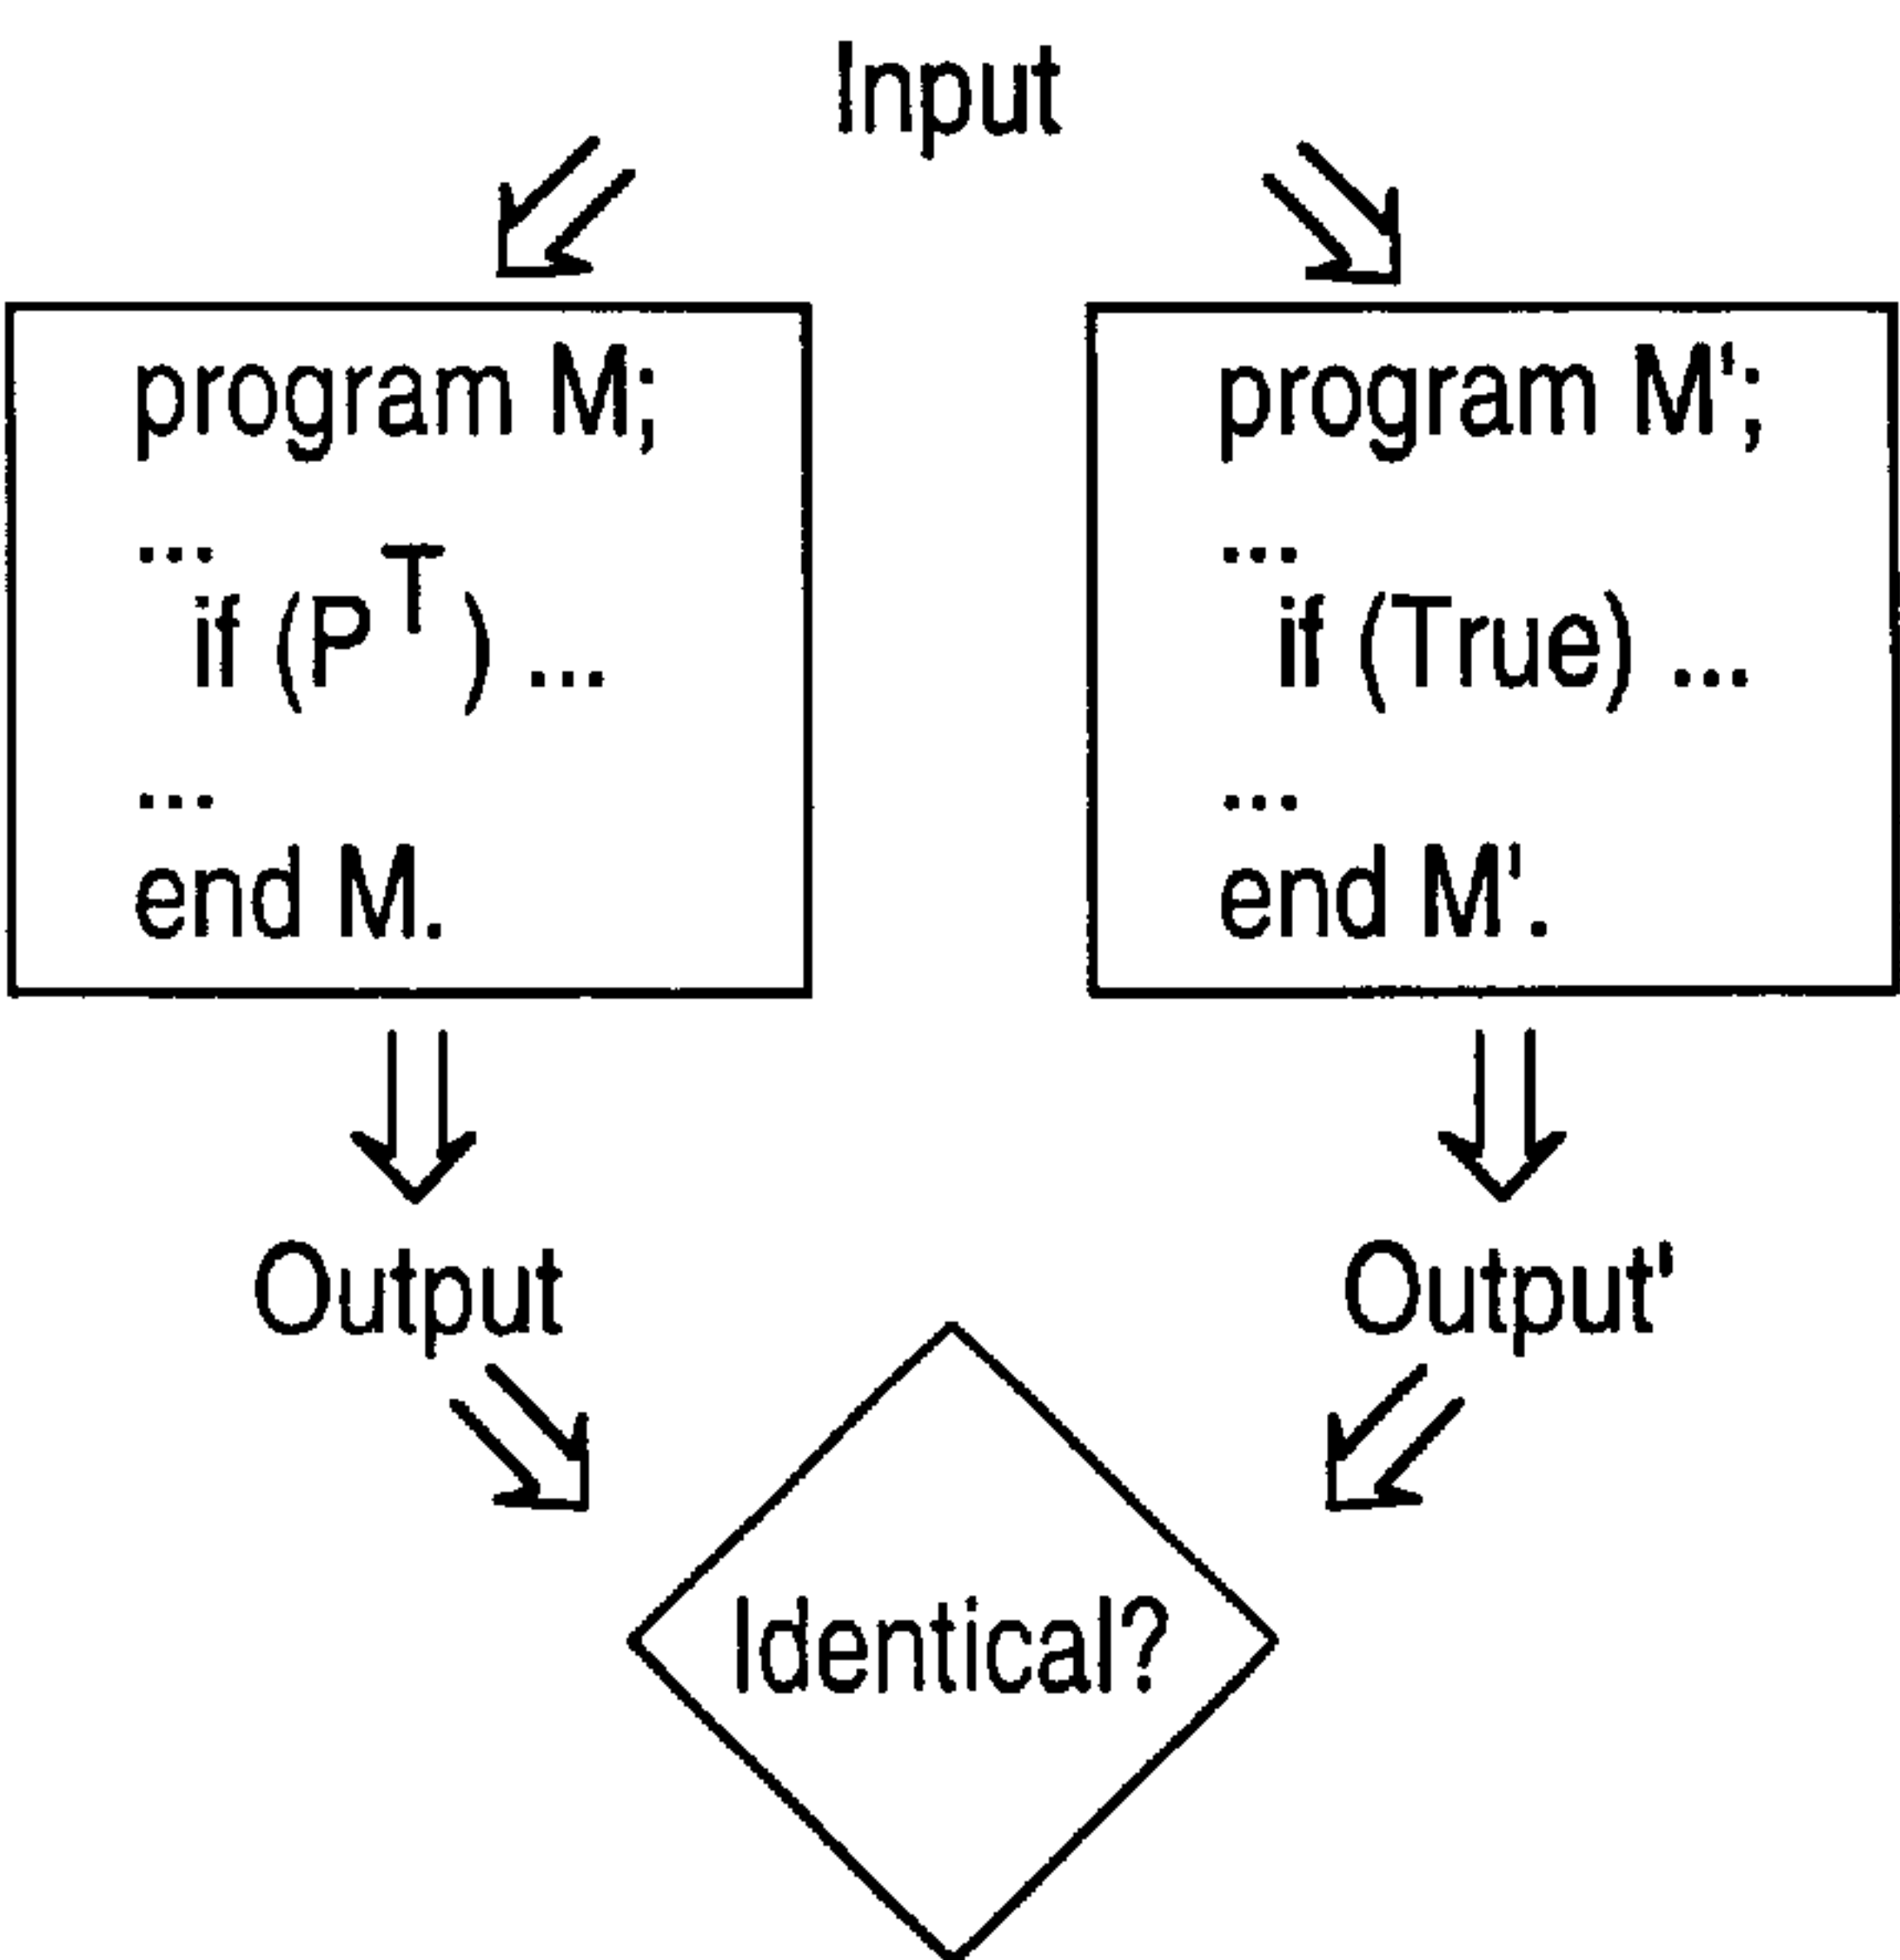 Input
program M;
...
if (P^T) ...
...
end M.
program M';
...
if (True) ...
...
end M'.
Output
Output'
Identical?